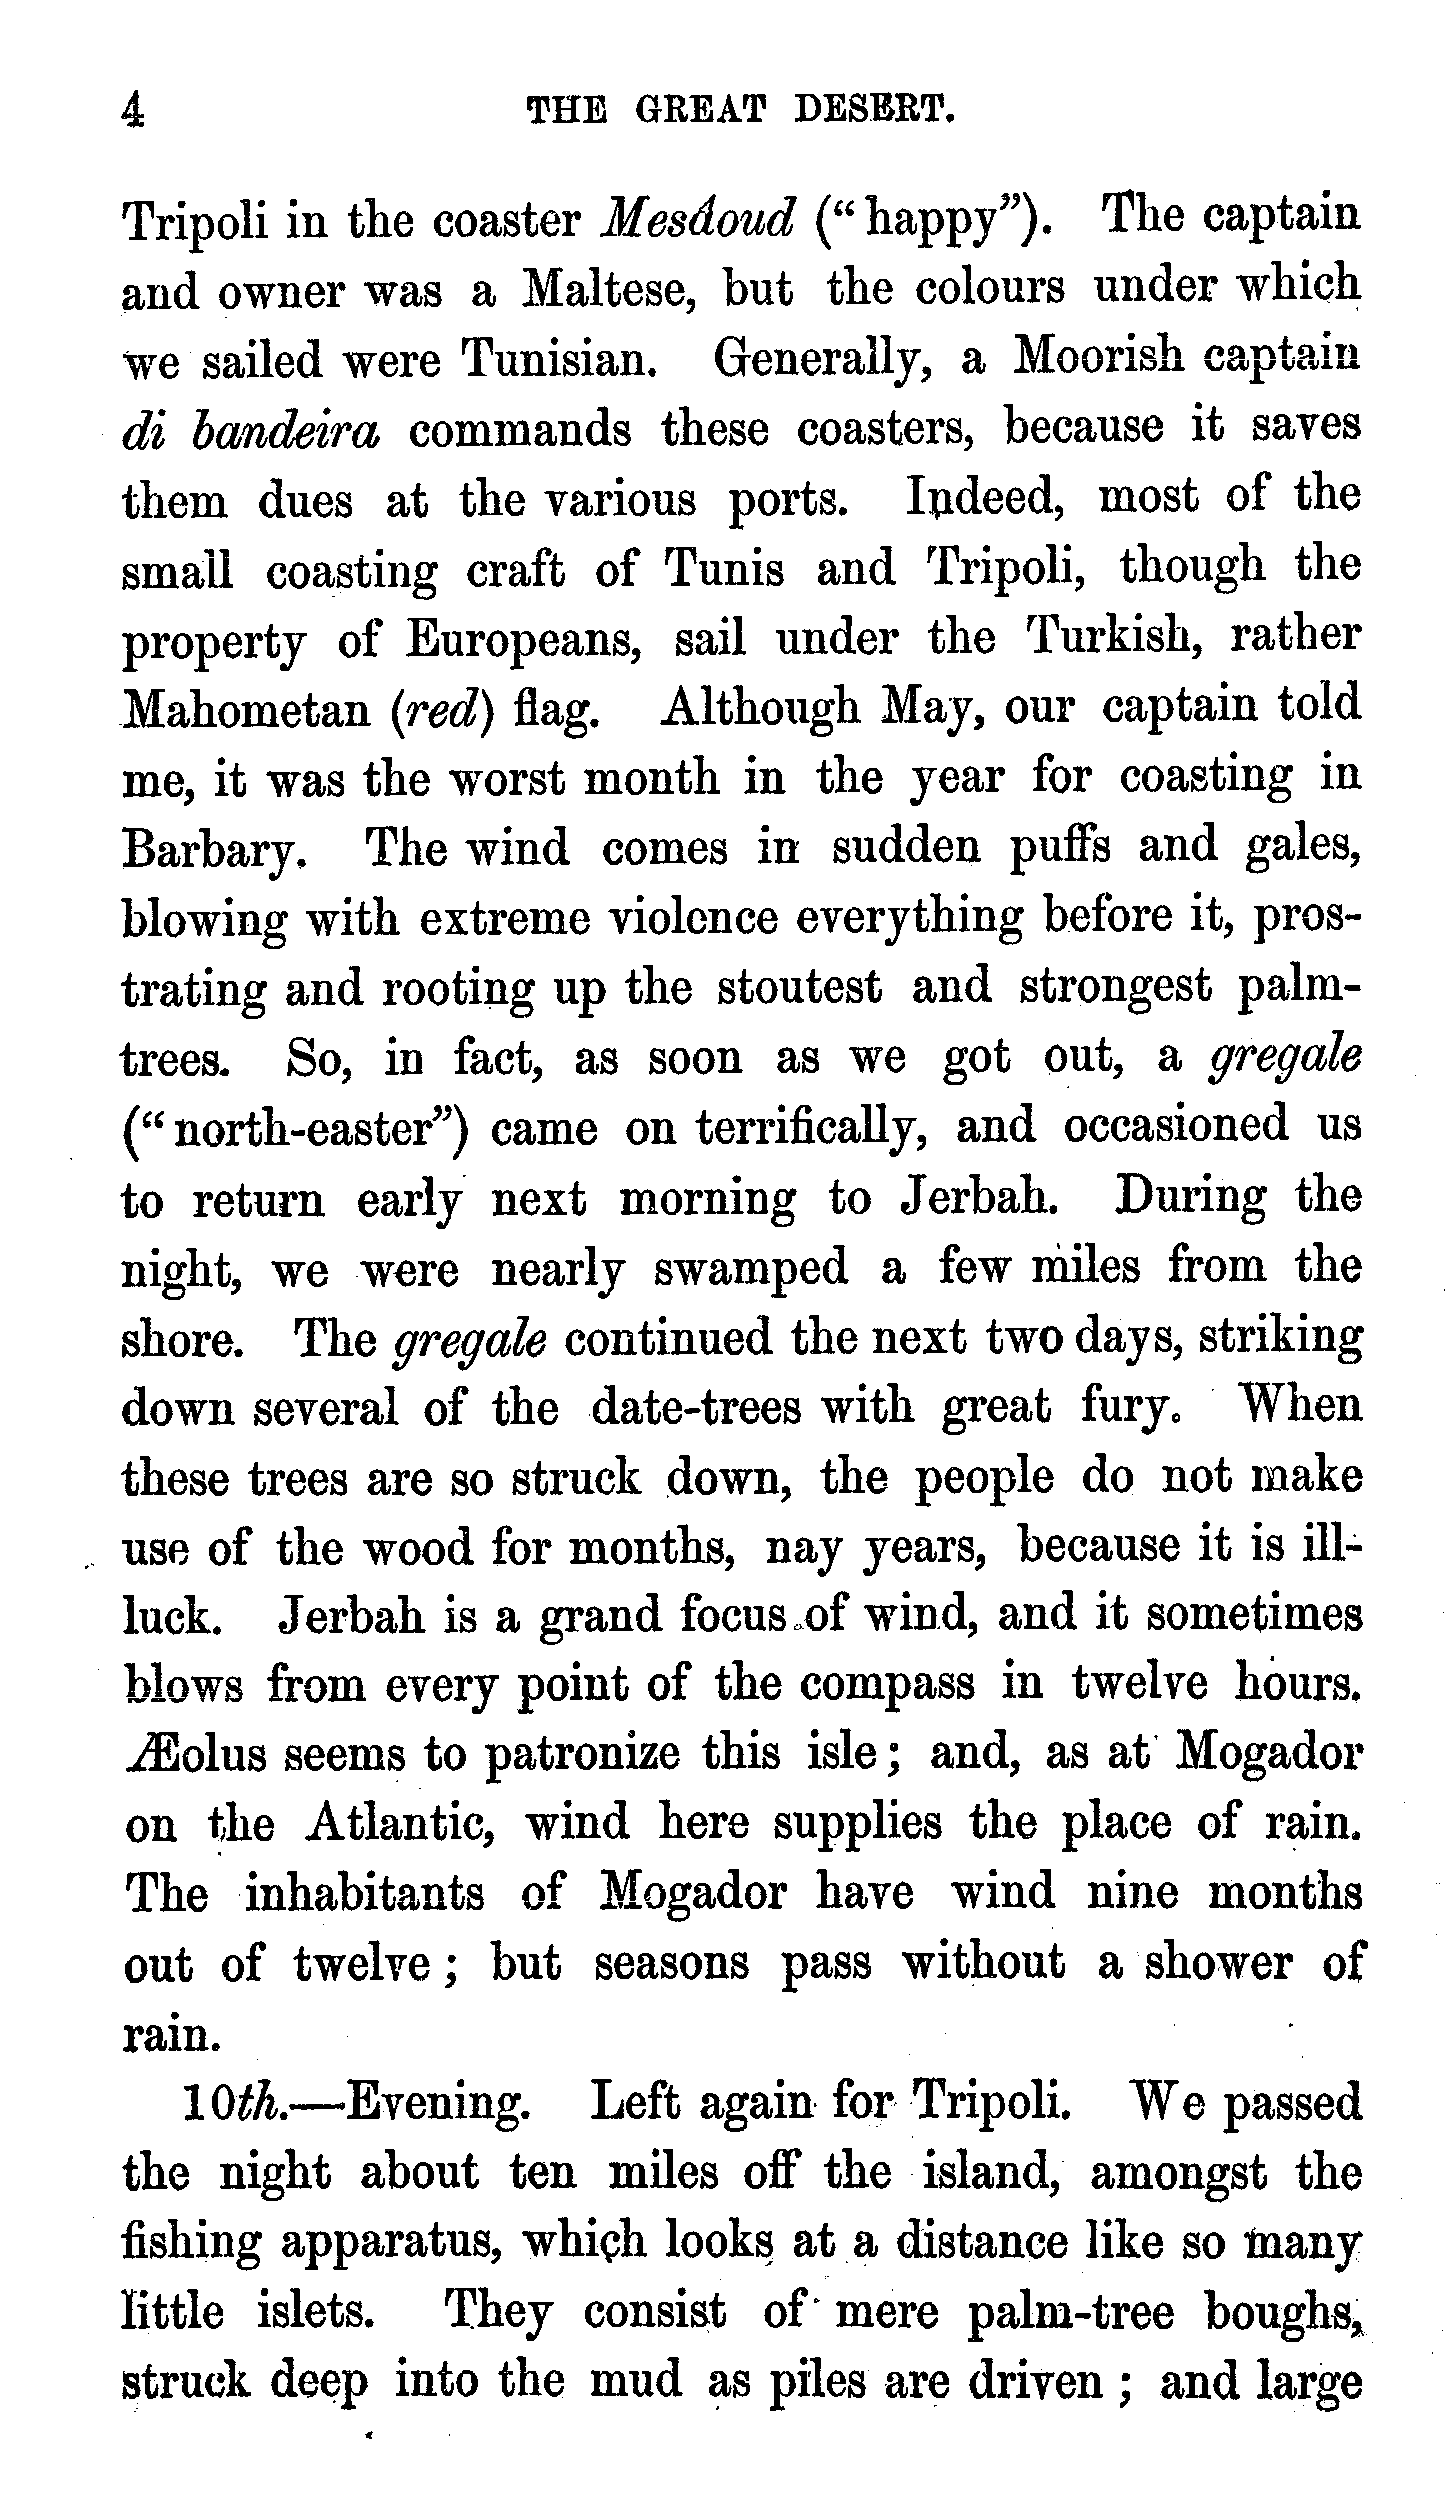 4 THE GREAT DESERT.
Tripoli in the coaster Mesâoud (“happy”). The captain
and owner was a Maltese, but the colours under which
we sailed were Tunisian. Generally, a Moorish captain
di bandeira commands these coasters, because it saves
them dues at the various ports. Indeed, most of the
small coasting craft of Tunis and Tripoli, though the
property of Europeans, sail under the Turkish, rather
Mahometan (red) flag. Although May, our captain told
me, it was the worst month in the year for coasting in
Barbary. The wind comes in sudden puffs and gales,
blowing with extreme violence everything before it, pros-
trating and rooting up the stoutest and strongest palm-
trees. So, in fact, as soon as we got out, a gregale
(“north-easter”) came on terrifically, and occasioned us
to return early next morning to Jerbah. During the
night, we were nearly swamped a few miles from the
shore. The gregale continued the next two days, striking
down several of the date-trees with great fury. When
these trees are so struck down, the people do not make
use of the wood for months, nay years, because it is ill-
luck. Jerbah is a grand focus of wind, and it sometimes
blows from every point of the compass in twelve hours.
Æolus seems to patronize this isle; and, as at Mogador
on the Atlantic, wind here supplies the place of rain.
The inhabitants of Mogador have wind nine months
out of twelve; but seasons pass without a shower of
rain.
10th.—Evening. Left again for Tripoli. We passed
the night about ten miles off the island, amongst the
fishing apparatus, which looks at a distance like so many
little islets. They consist of mere palm-tree boughs,
struck deep into the mud as piles are driven; and large